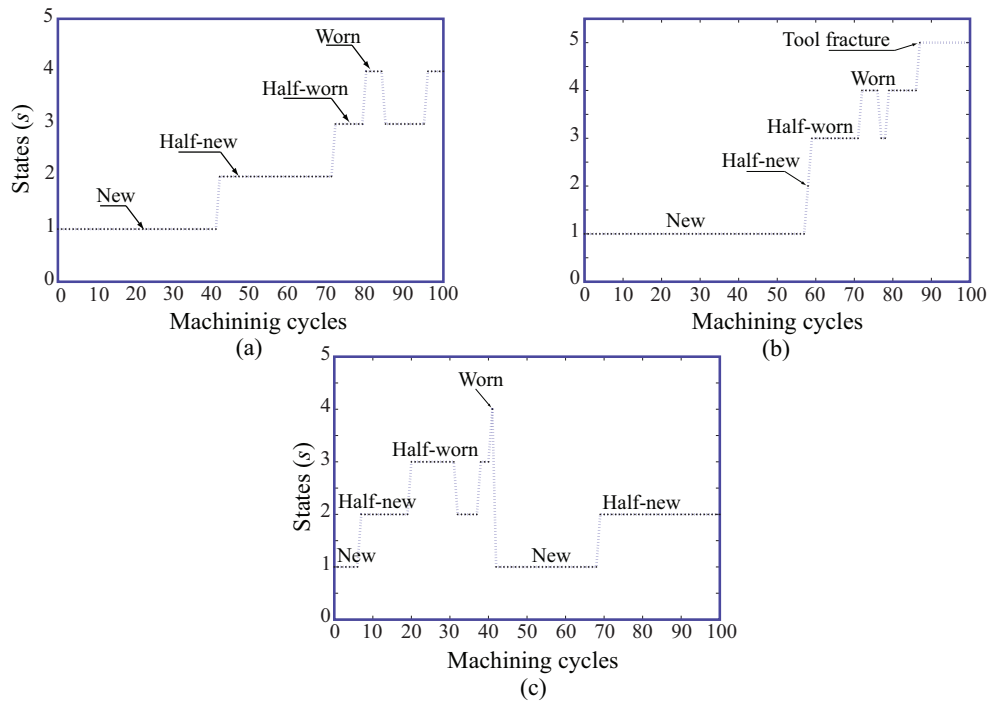 5
4
3
2
1
0
States (s)
Worn
Half-worn
Half-new
New
0 10 20 30 40 50 60 70 80 90 100
Machininig cycles
(a)
5
4
3
2
1
0
Tool fracture
Worn
Half-worn
Half-new
New
0 10 20 30 40 50 60 70 80 90 100
Machining cycles
(b)
5
4
3
2
1
0
States (s)
Worn
Half-worn
Half-new
Half-new
New
New
0 10 20 30 40 50 60 70 80 90 100
Machining cycles
(c)